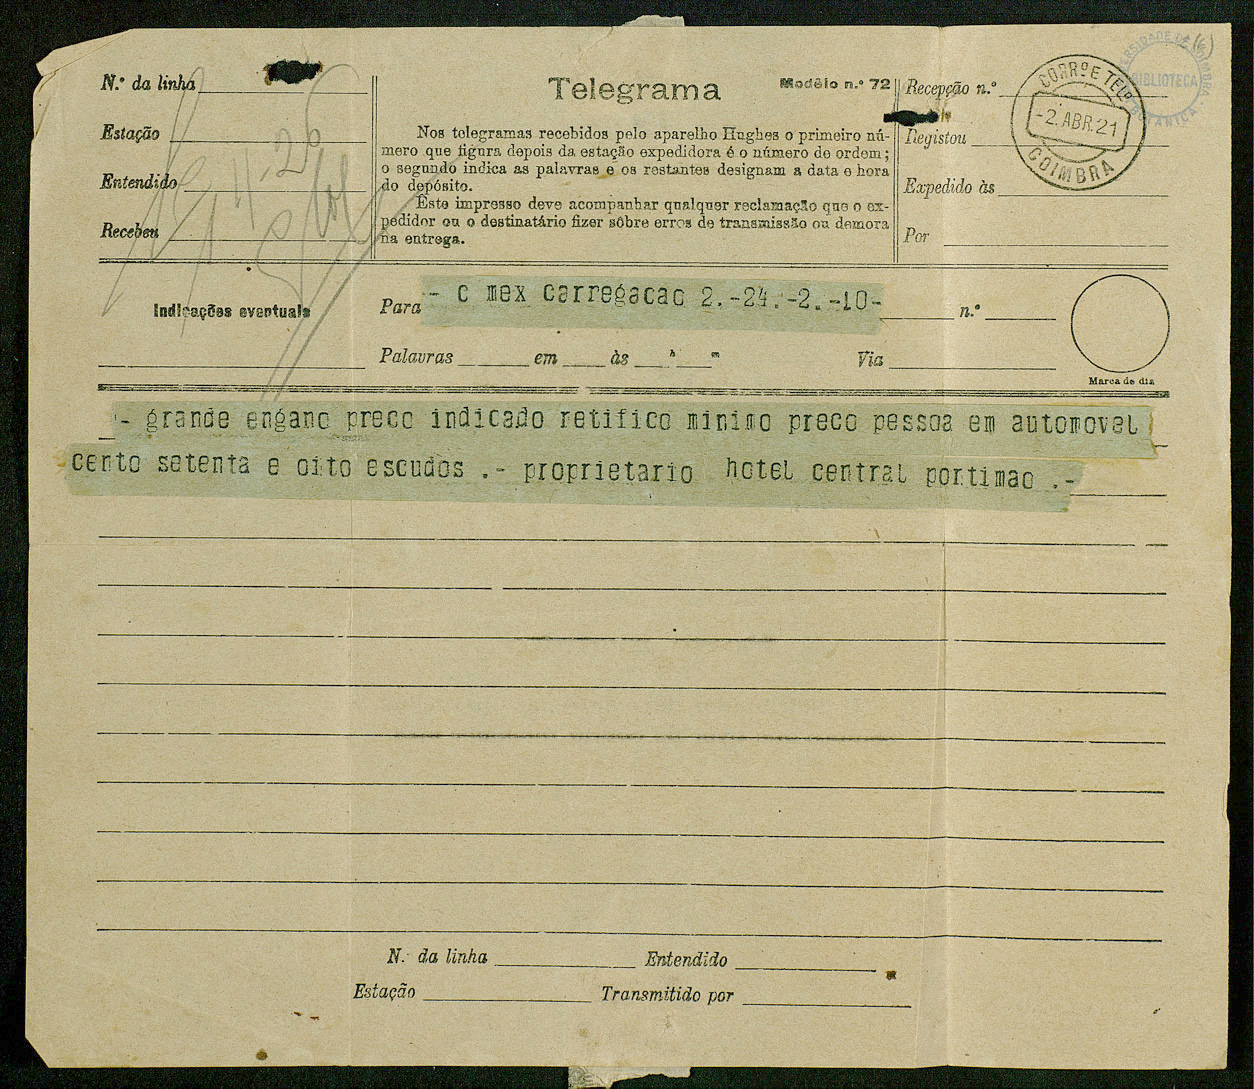 N.º da linha
Estação
Entendido
Recebeu
11.20
Telegrama
Modêlo n.º 72
Nos telegramas recebidos pelo aparelho Hughes o primeiro nú-
mero que figura depois da estação expedidora é o número de ordem;
o segundo indica as palavras e os restantes designam a data e hora
do depósito.
Este impresso deve acompanhar qualquer reclamação que o ex-
pedidor ou o destinatário fizer sôbre erros de transmissão ou demora
na entrega.
Recepção n.º
Registou
Expedido às
Por
CORRº E TELº
-2. ABR. 21
COIMBRA
BIBLIOTECA
BOTANICA
(6)
Indicações eventuais
Para - c mex carregacao 2.-24.-2.-10- n.º
Palavras em às h m Via
Marca de dia
- grande engano preco indicado retifico minimo preco pessoa em automovel
cento setenta e oito escudos .- proprietario hotel central portimao .-
N.º da linha Entendido
Estação Transmitido por